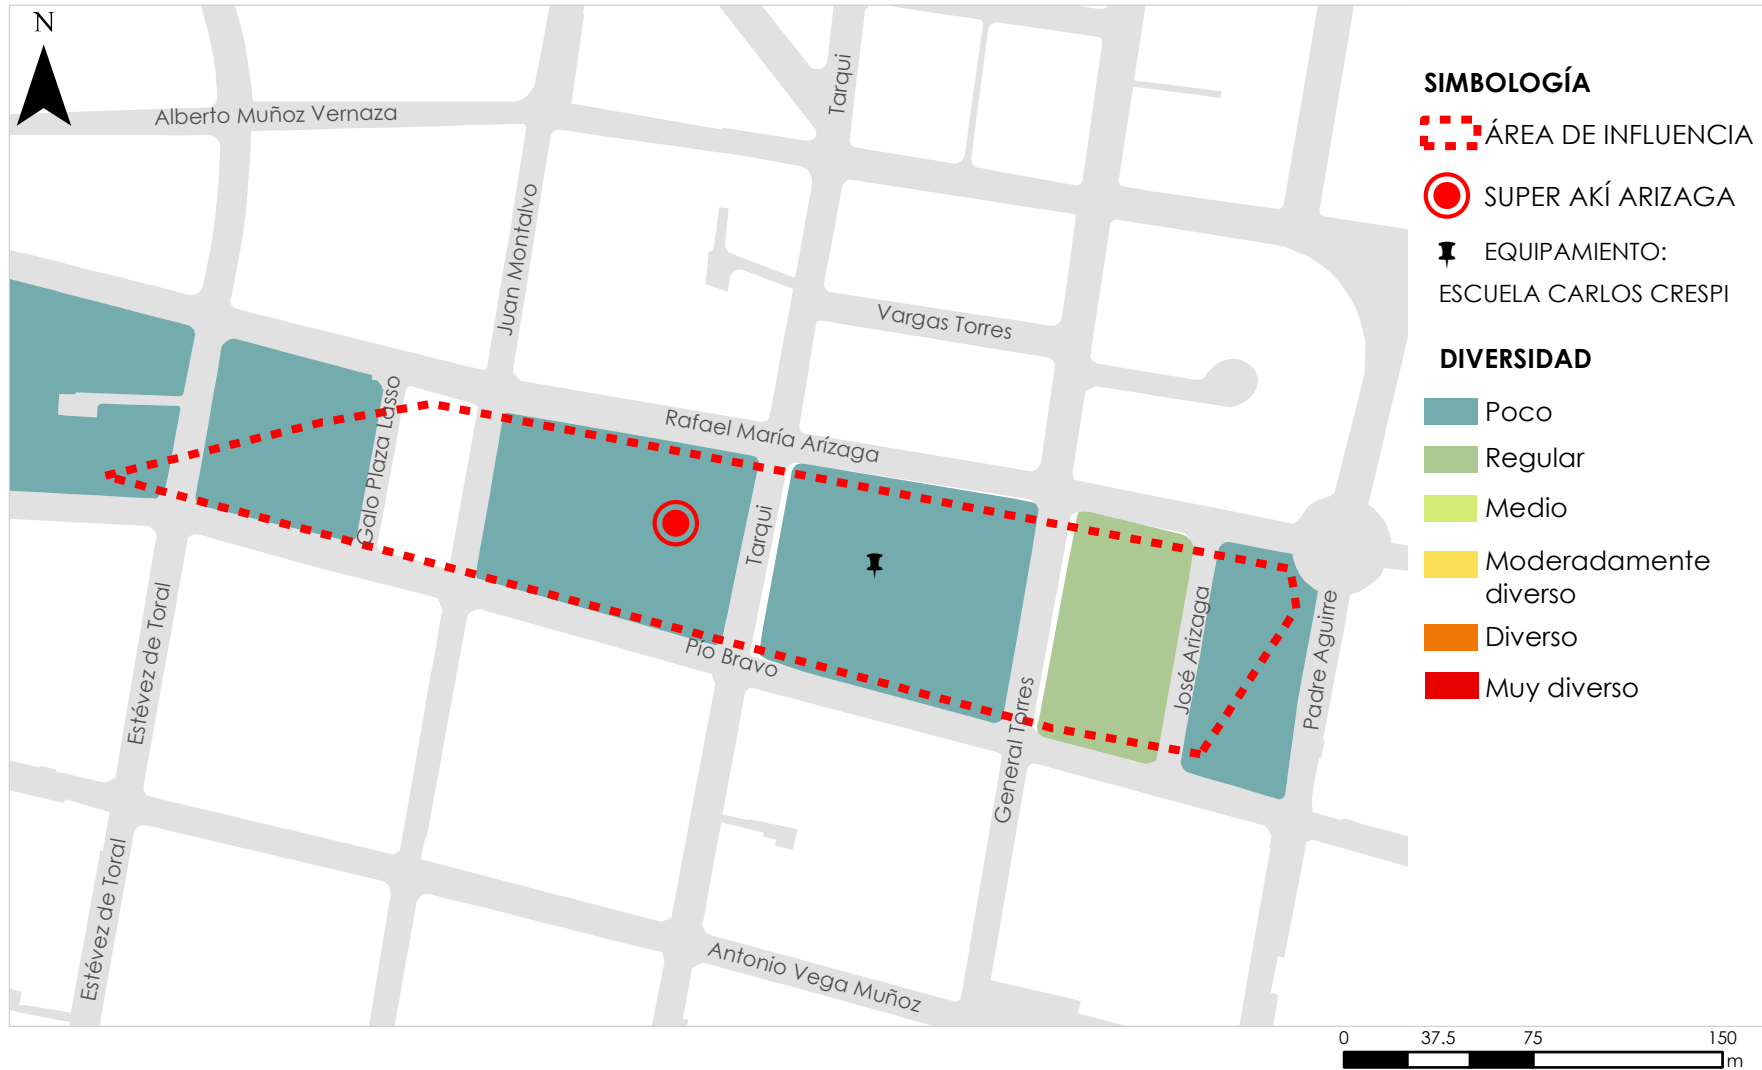 N
Alberto Muñoz Vernaza
Tarqui
Juan Montalvo
Vargas Torres
Galo Plaza Lasso
Rafael María Arízaga
Tarqui
Pío Bravo
Estévez de Toral
General Torres
José Arizaga
Padre Aguirre
Estévez de Toral
Antonio Vega Muñoz
SIMBOLOGÍA
ÁREA DE INFLUENCIA
SUPER AKÍ ARIZAGA
EQUIPAMIENTO:
ESCUELA CARLOS CRESPI
DIVERSIDAD
Poco
Regular
Medio
Moderadamente
diverso
Diverso
Muy diverso
0 37.5 75 150
m